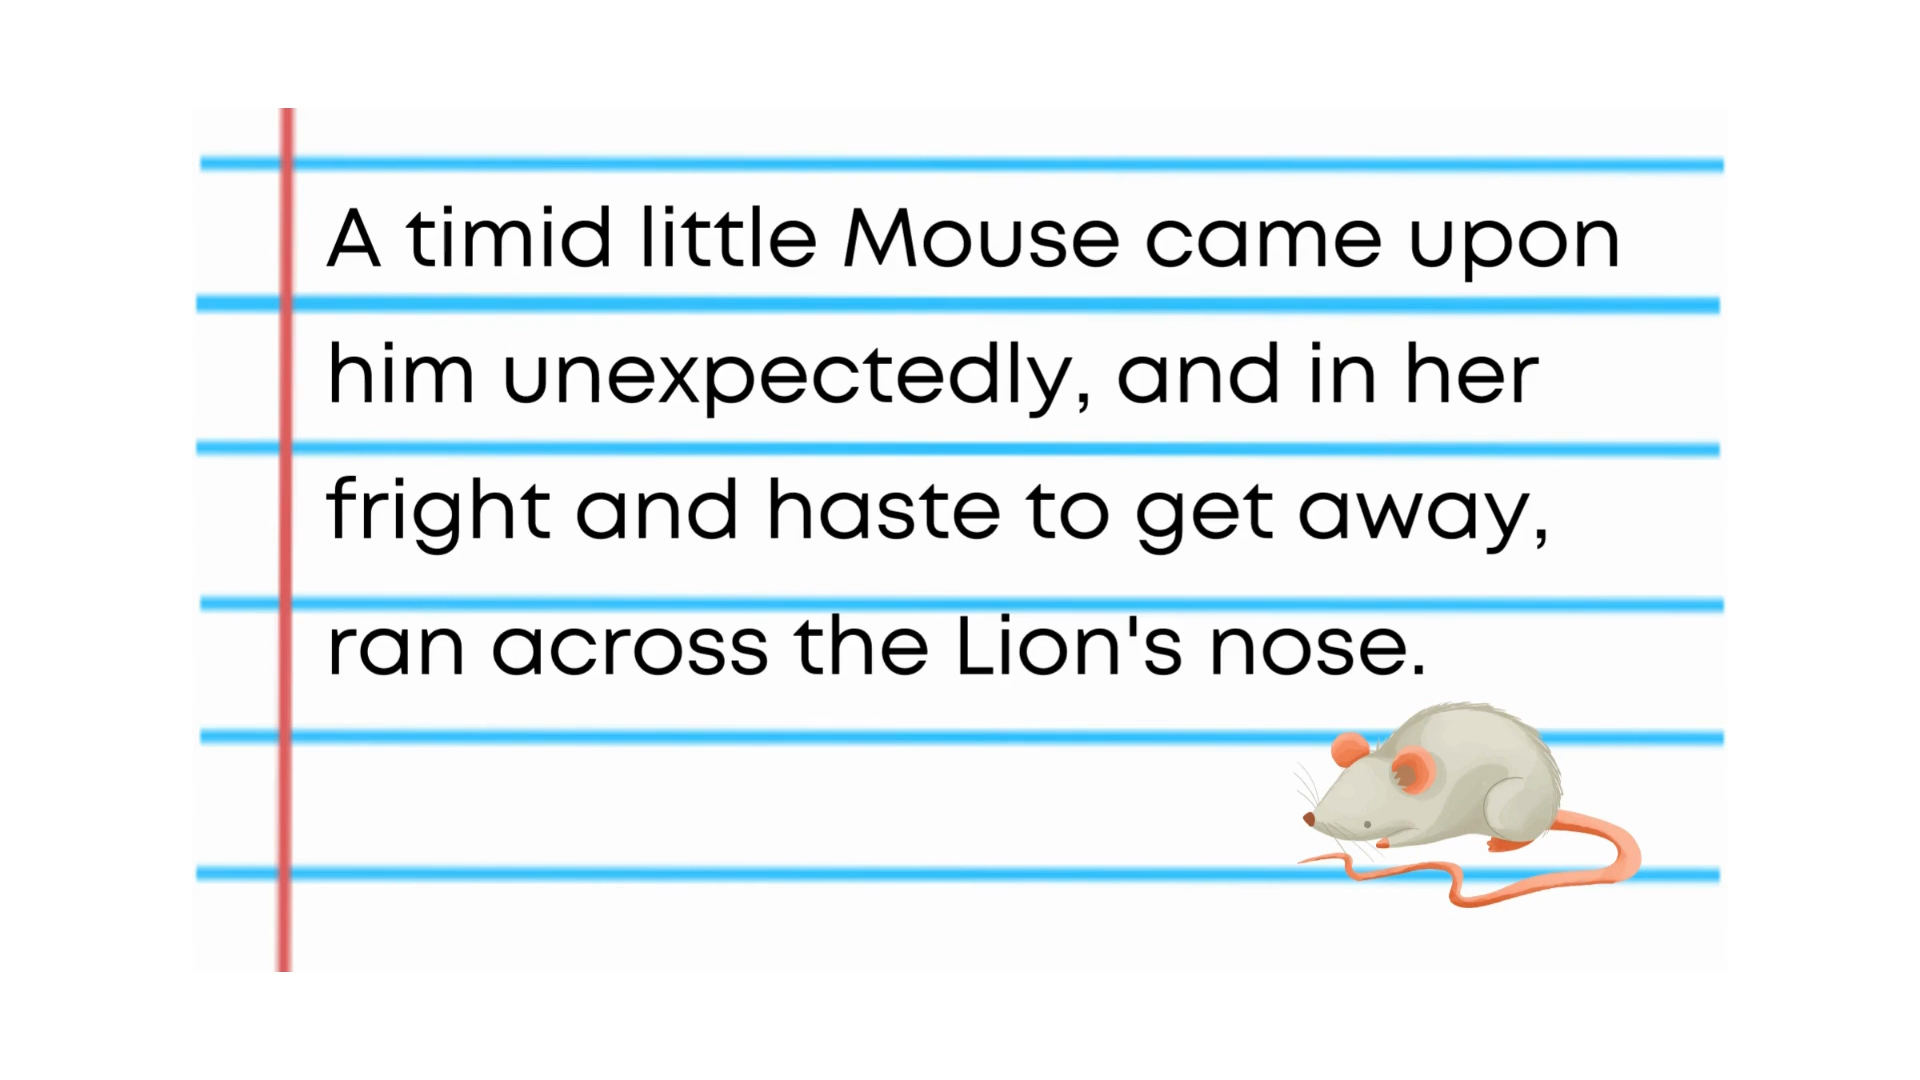 A timid little Mouse came upon
him unexpectedly, and in her
fright and haste to get away,
ran across the Lion's nose.